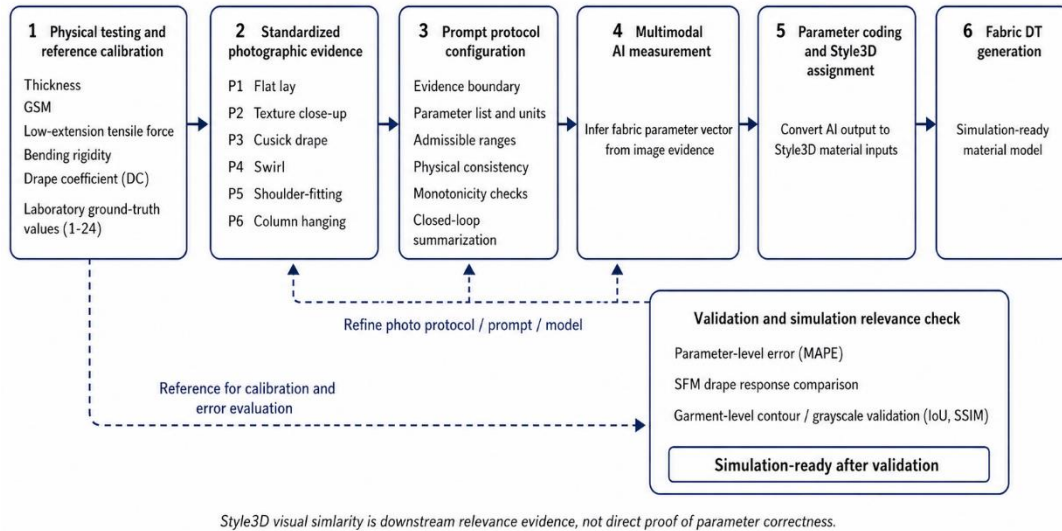 1 Physical testing and
reference calibration
Thickness
GSM
Low-extension tensile force
Bending rigidity
Drape coefficient (DC)
Laboratory ground-truth
values (1-24)
2 Standardized
photographic evidence
P1 Flat lay
P2 Texture close-up
P3 Cusick drape
P4 Swirl
P5 Shoulder-fitting
P6 Column hanging
3 Prompt protocol
configuration
Evidence boundary
Parameter list and units
Admissible ranges
Physical consistency
Monotonicity checks
Closed-loop
summarization
4 Multimodal
AI measurement
Infer fabric parameter vector
from image evidence
5 Parameter coding
and Style3D
assignment
Convert AI output to
Style3D material inputs
6 Fabric DT
generation
Simulation-ready
material model
Refine photo protocol / prompt / model
Reference for calibration and
error evaluation
Validation and simulation relevance check
Parameter-level error (MAPE)
SFM drape response comparison
Garment-level contour / grayscale validation (IoU, SSIM)
Simulation-ready after validation
Style3D visual simlarity is downstream relevance evidence, not direct proof of parameter correctness.